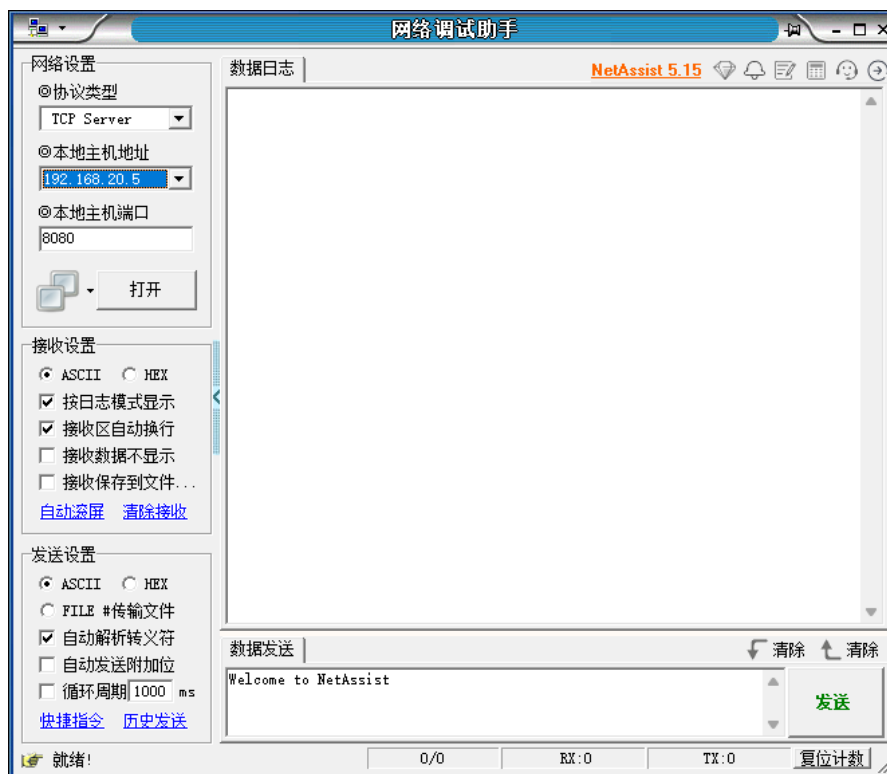 网络调试助手
网络设置
◎协议类型
TCP Server
◎本地主机地址
192.168.20.5
◎本地主机端口
8080
打开
接收设置
ASCII HEX
按日志模式显示
接收区自动换行
接收数据不显示
接收保存到文件...
自动滚屏 清除接收
发送设置
ASCII HEX
FILE #传输文件
自动解析转义符
自动发送附加位
循环周期 1000 ms
快捷指令 历史发送
数据日志 NetAssist 5.15
数据发送 清除 清除
Welcome to NetAssist
发送
就绪! 0/0 RX:0 TX:0 复位计数